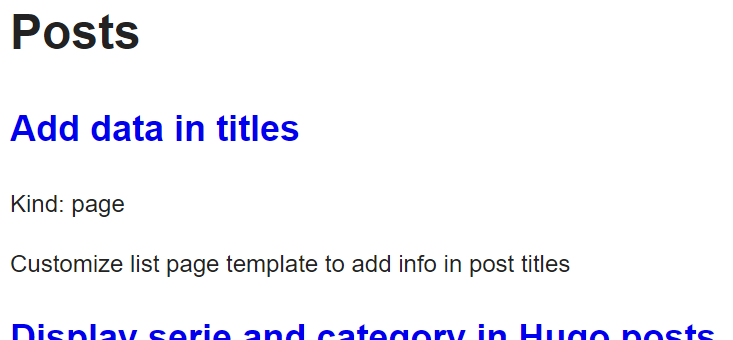 Posts
Add data in titles
Kind: page
Customize list page template to add info in post titles
Display serie and category in Hugo posts